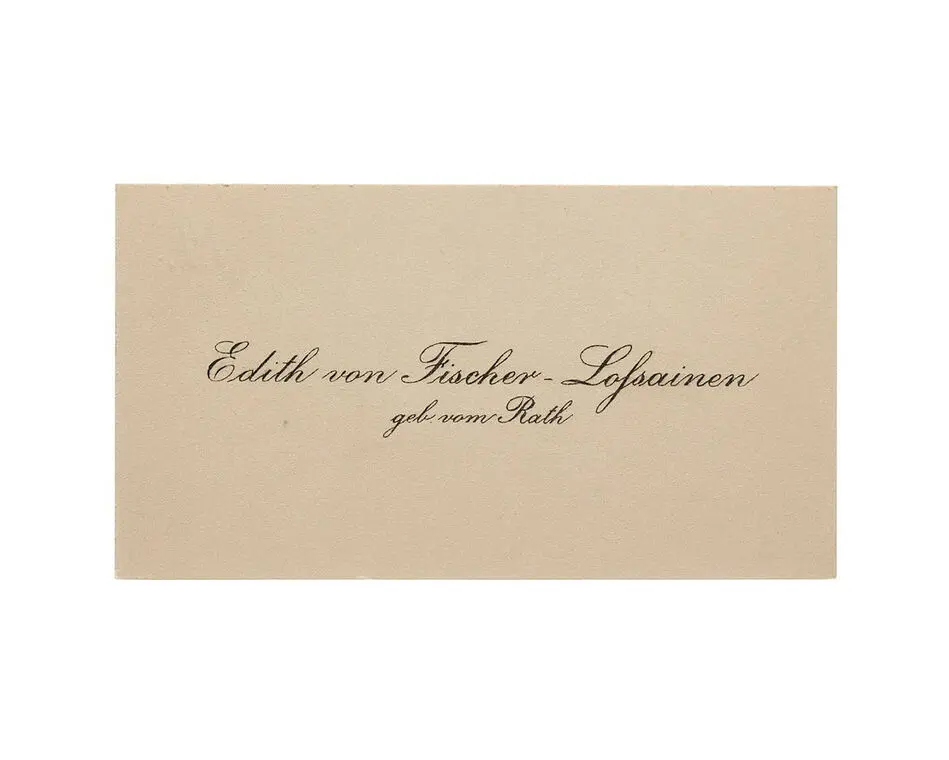 Edith von Fischer-Loſsainen
geb. vom Rath